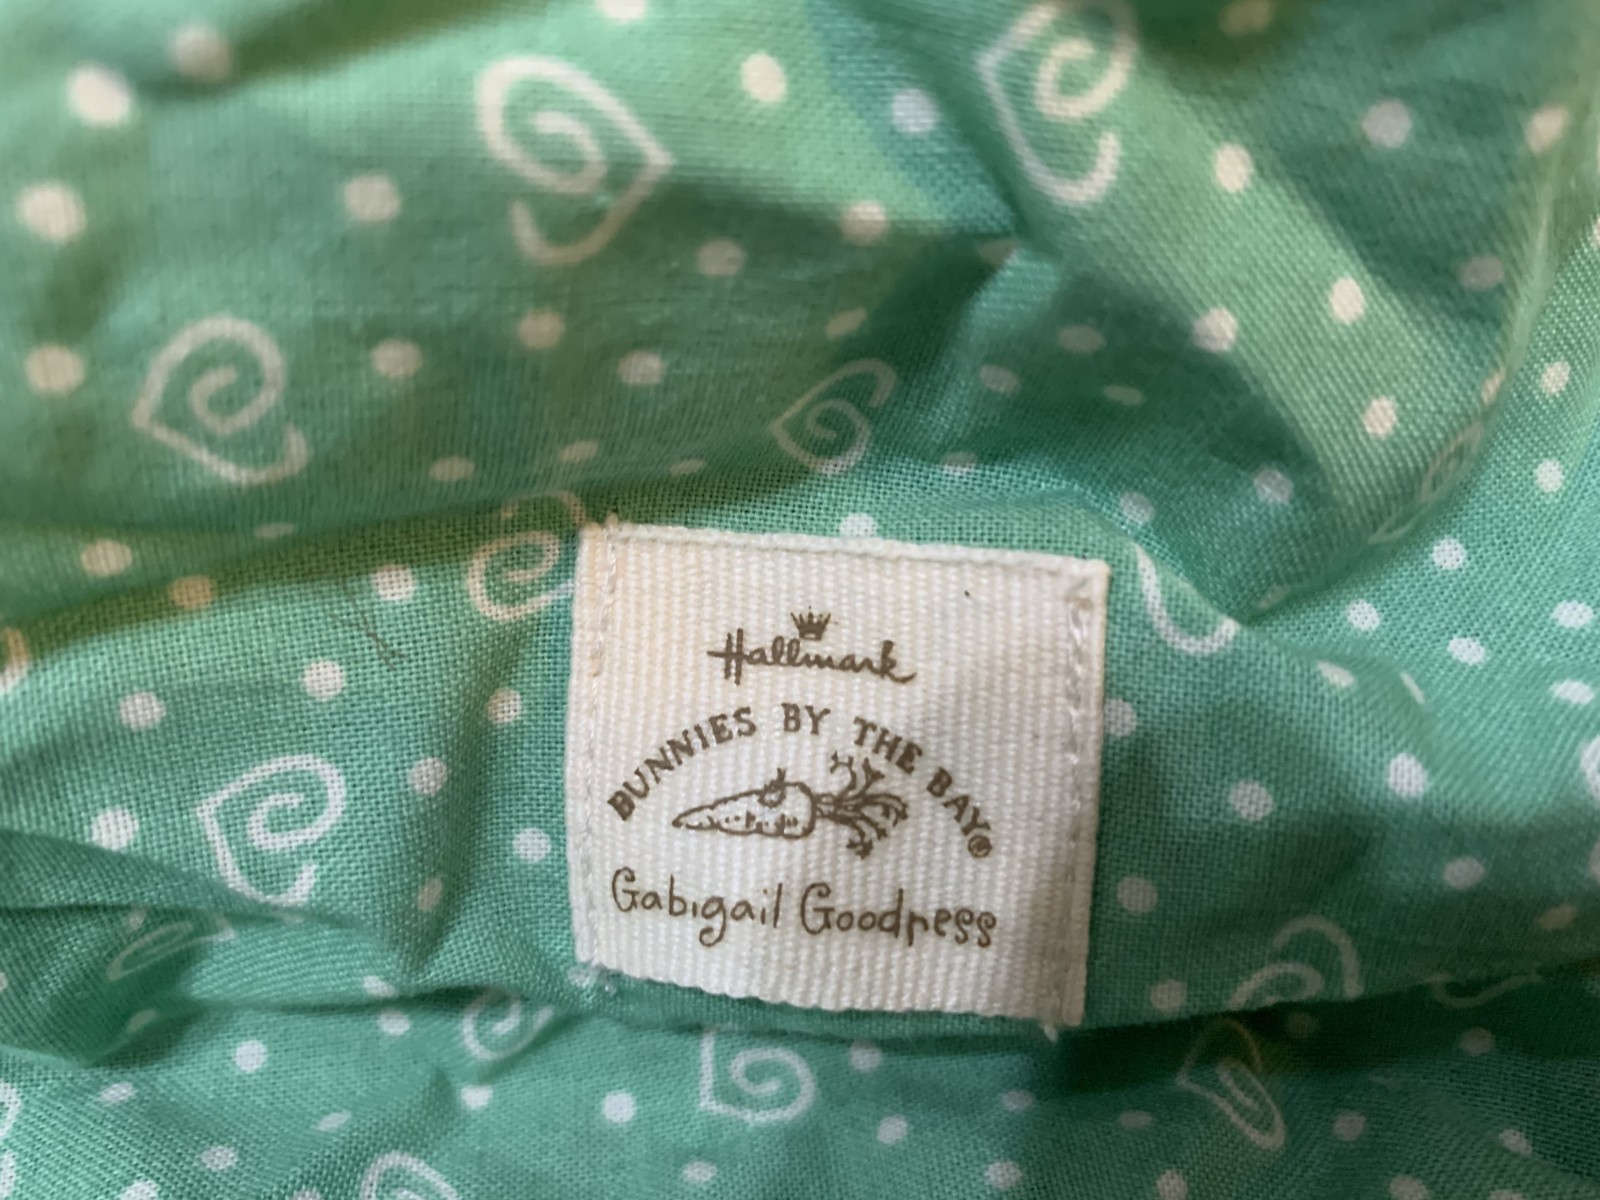 Hallmark
BUNNIES BY THE BAY®
Gabigail Goodness